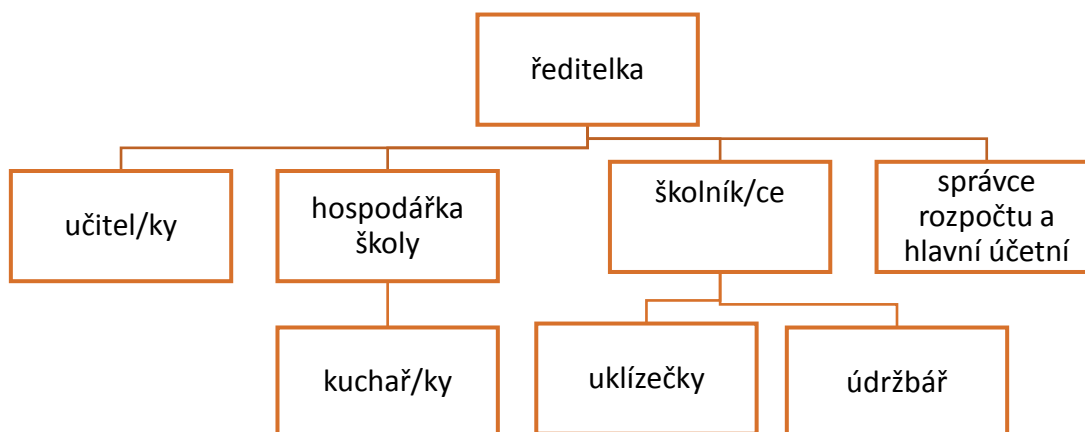 ředitelka
učitel/ky
hospodářka
školy
školník/ce
správce
rozpočtu a
hlavní účetní
kuchař/ky
uklízečky
údržbář